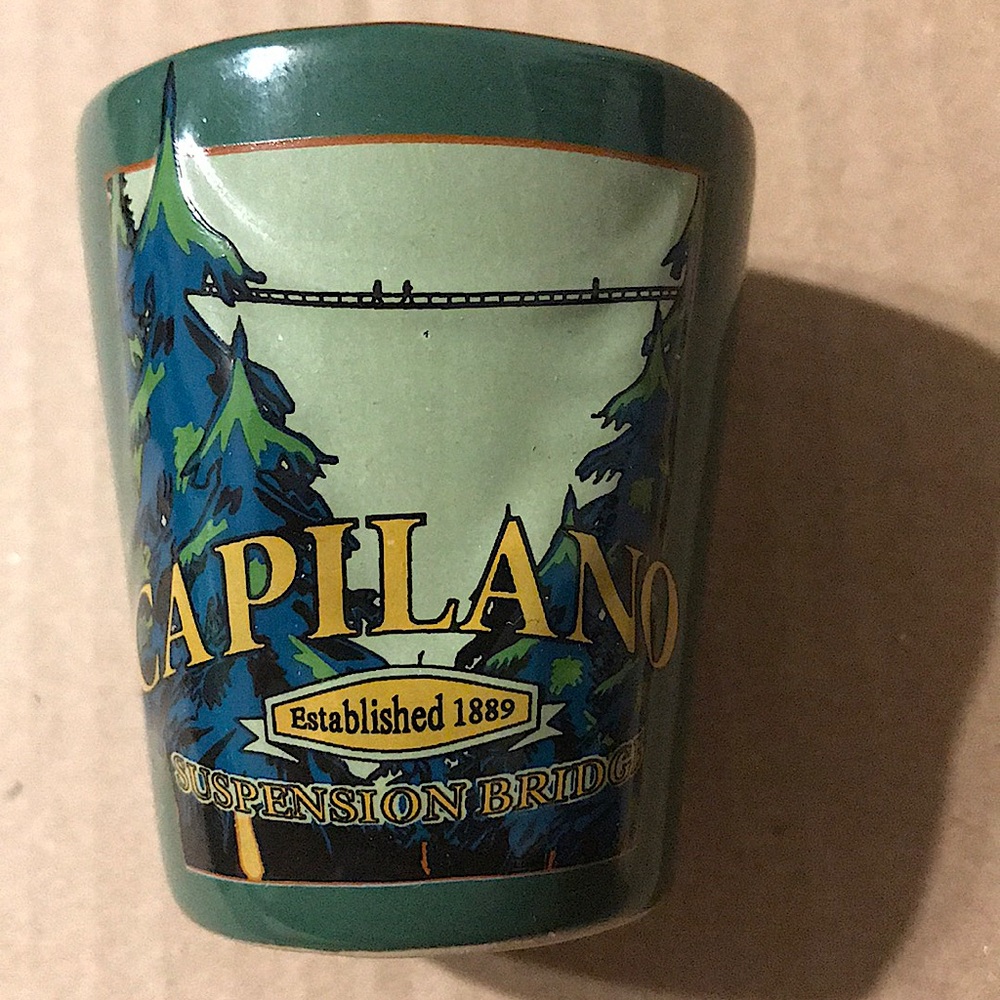 CAPILANO
Established 1889
SUSPENSION BRIDGE